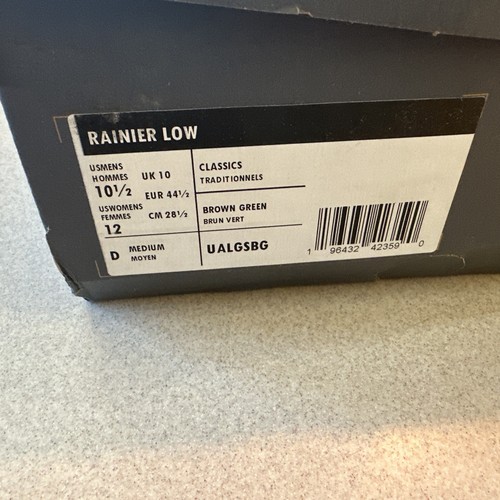 RAINIER LOW
USMENS
HOMMES
10½
UK 10
EUR 44½
USWOMENS
FEMMES
12
CM 28½
D
MEDIUM
MOYEN
CLASSICS
TRADITIONNELS
BROWN GREEN
BRUN VERT
UALGSBG
1 96432 42359 0